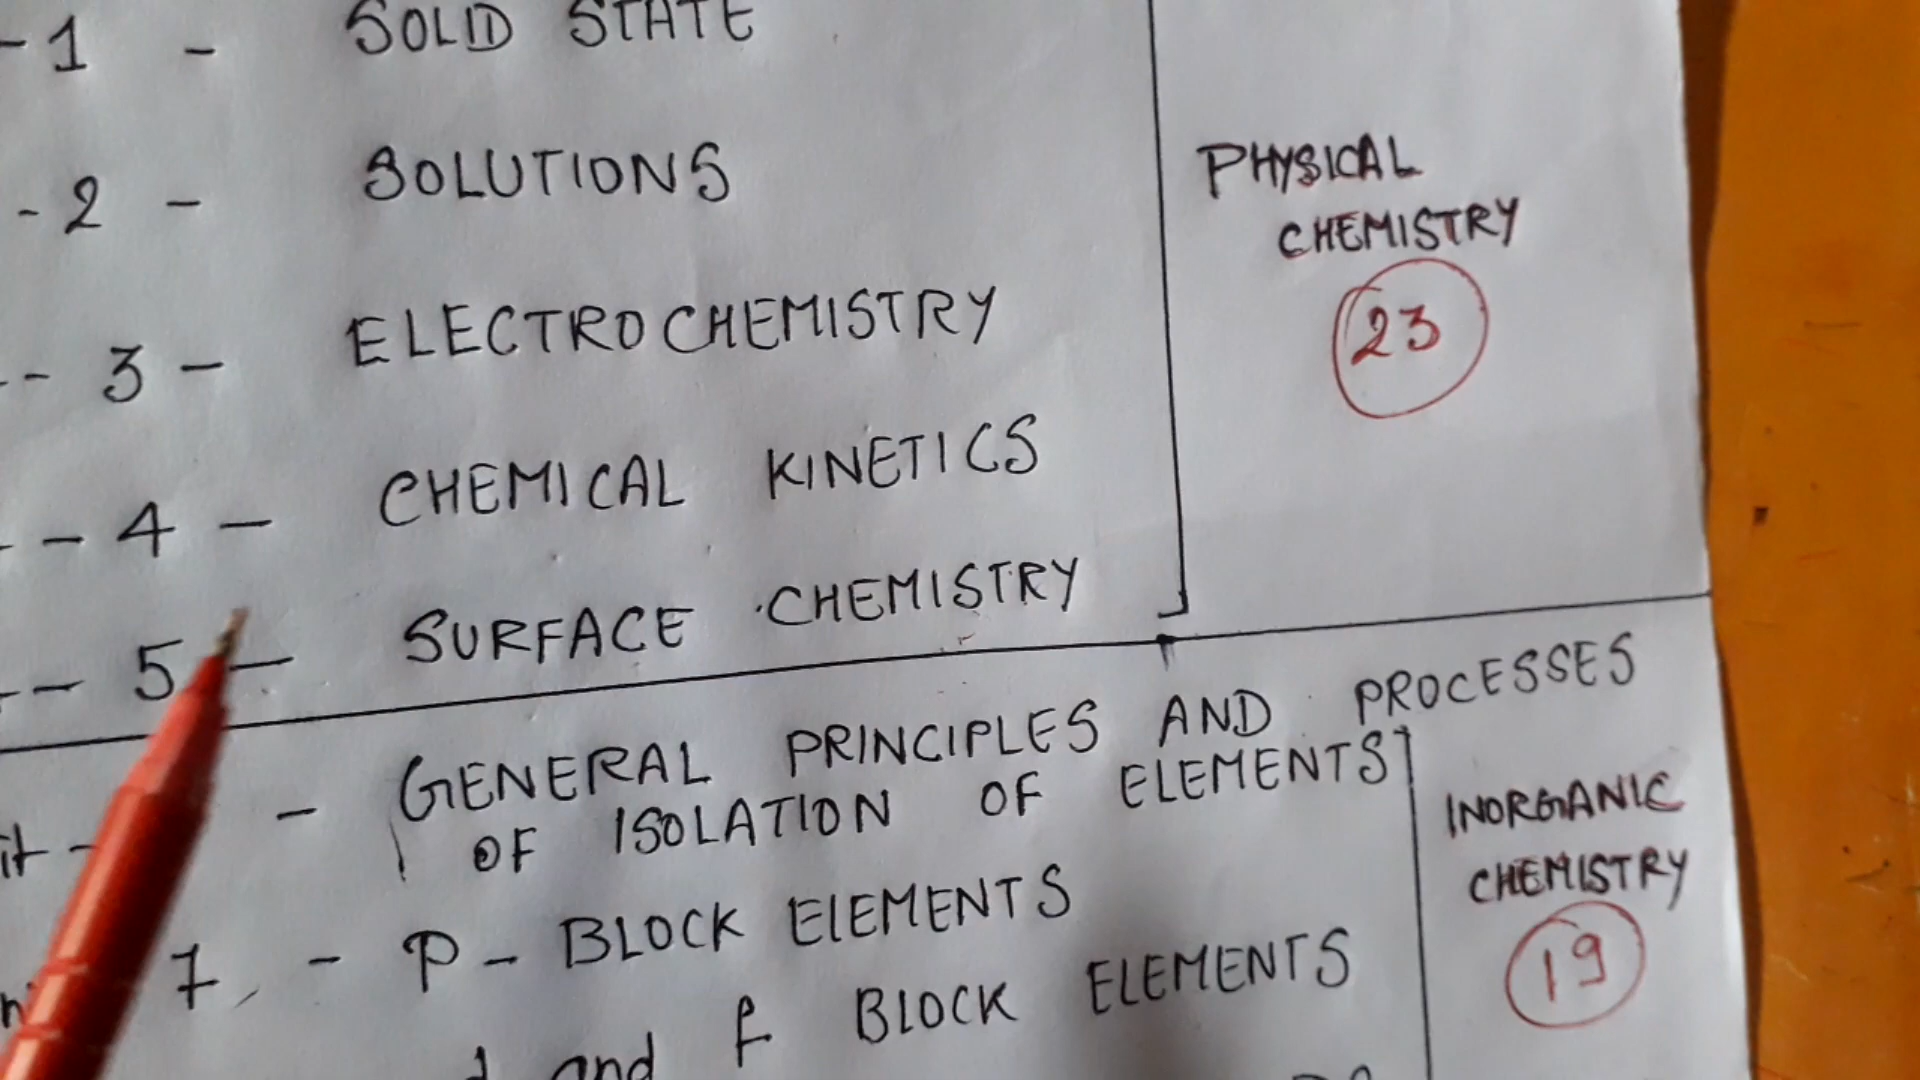 -1 - SOLID STATE
-2 - SOLUTIONS
-- 3 - ELECTROCHEMISTRY
-- 4 - CHEMICAL KINETICS
-- 5 - SURFACE CHEMISTRY
PHYSICAL
CHEMISTRY
23
- GENERAL PRINCIPLES AND PROCESSES
OF ISOLATION OF ELEMENTS
7 - P - BLOCK ELEMENTS
d and f BLOCK ELEMENTS
INORGANIC
CHEMISTRY
19